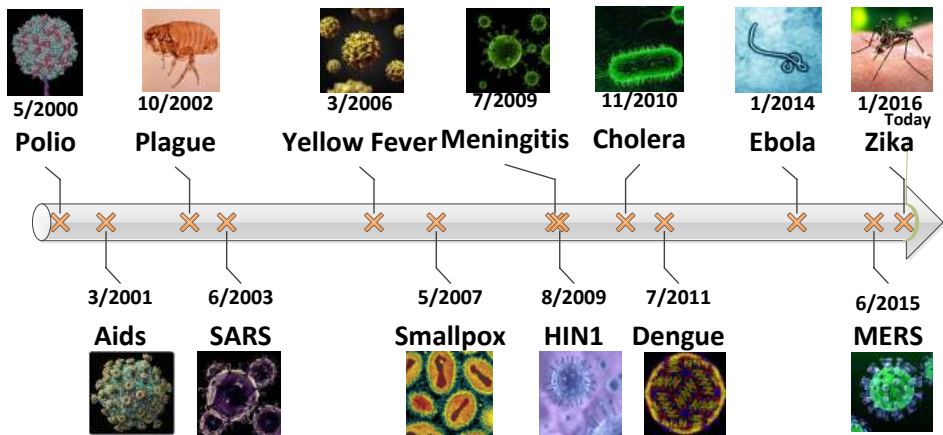 5/2000
Polio
10/2002
Plague
3/2006
Yellow Fever
7/2009
Meningitis
11/2010
Cholera
1/2014
Ebola
1/2016
Today
Zika
3/2001
Aids
6/2003
SARS
5/2007
Smallpox
8/2009
HIN1
7/2011
Dengue
6/2015
MERS